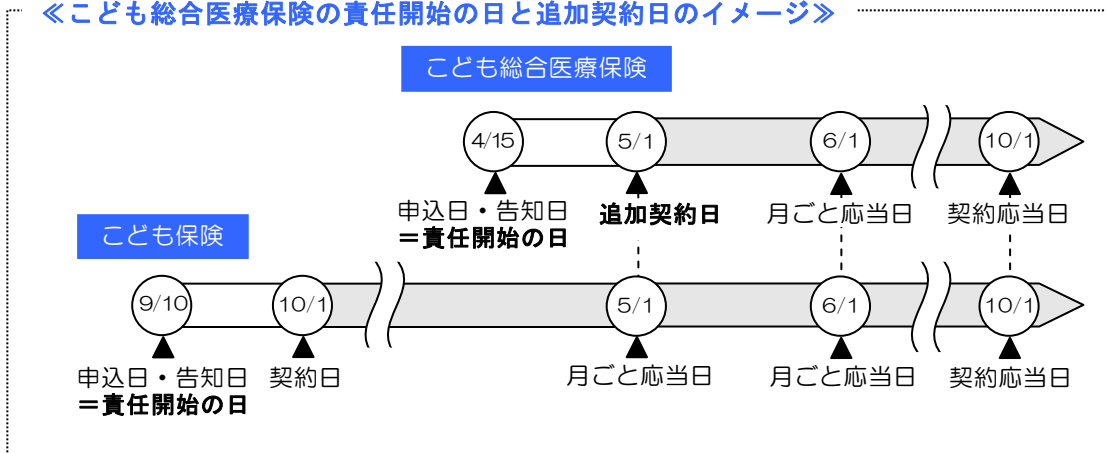 ≪こども総合医療保険の責任開始の日と追加契約日のイメージ≫
こども総合医療保険
4/15
5/1
6/1
10/1
申込日・告知日
＝責任開始の日
追加契約日
月ごと応当日
契約応当日
こども保険
9/10
10/1
5/1
6/1
10/1
申込日・告知日
＝責任開始の日
契約日
月ごと応当日
月ごと応当日
契約応当日